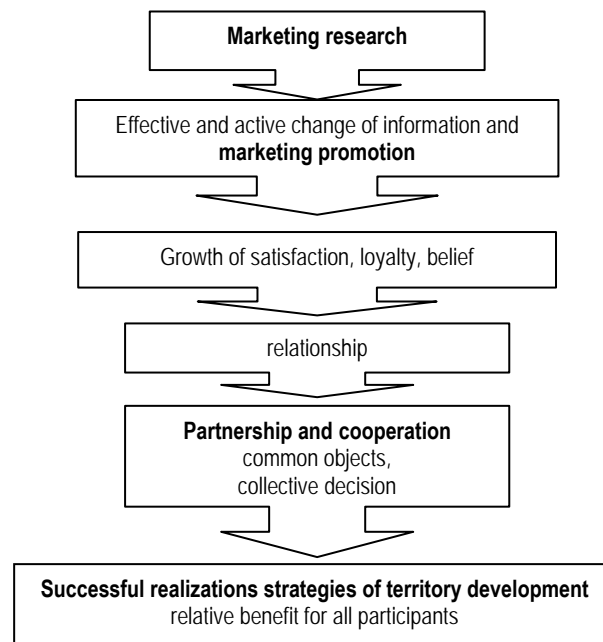 Marketing research
Effective and active change of information and
marketing promotion
Growth of satisfaction, loyalty, belief
relationship
Partnership and cooperation
common objects,
collective decision
Successful realizations strategies of territory development
relative benefit for all participants